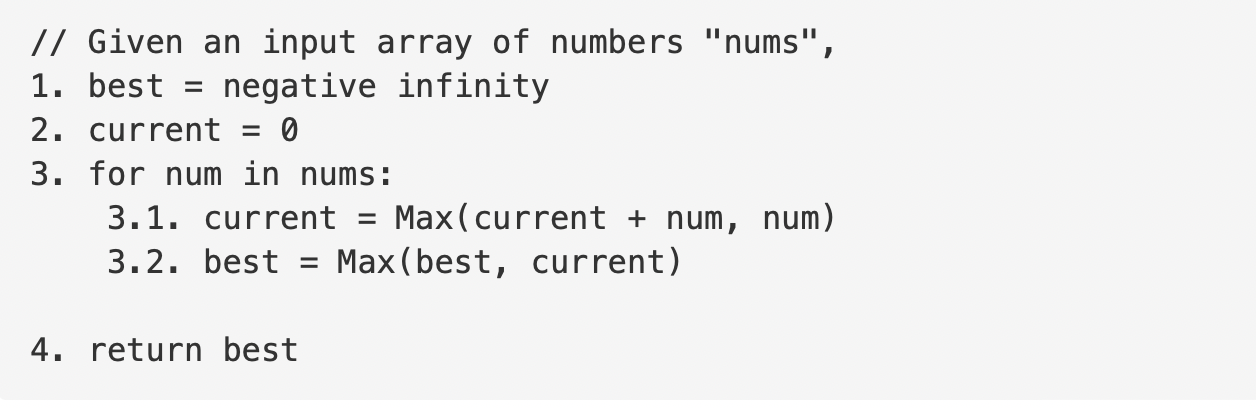 // Given an input array of numbers "nums",
1. best = negative infinity
2. current = 0
3. for num in nums:
    3.1. current = Max(current + num, num)
    3.2. best = Max(best, current)

4. return best